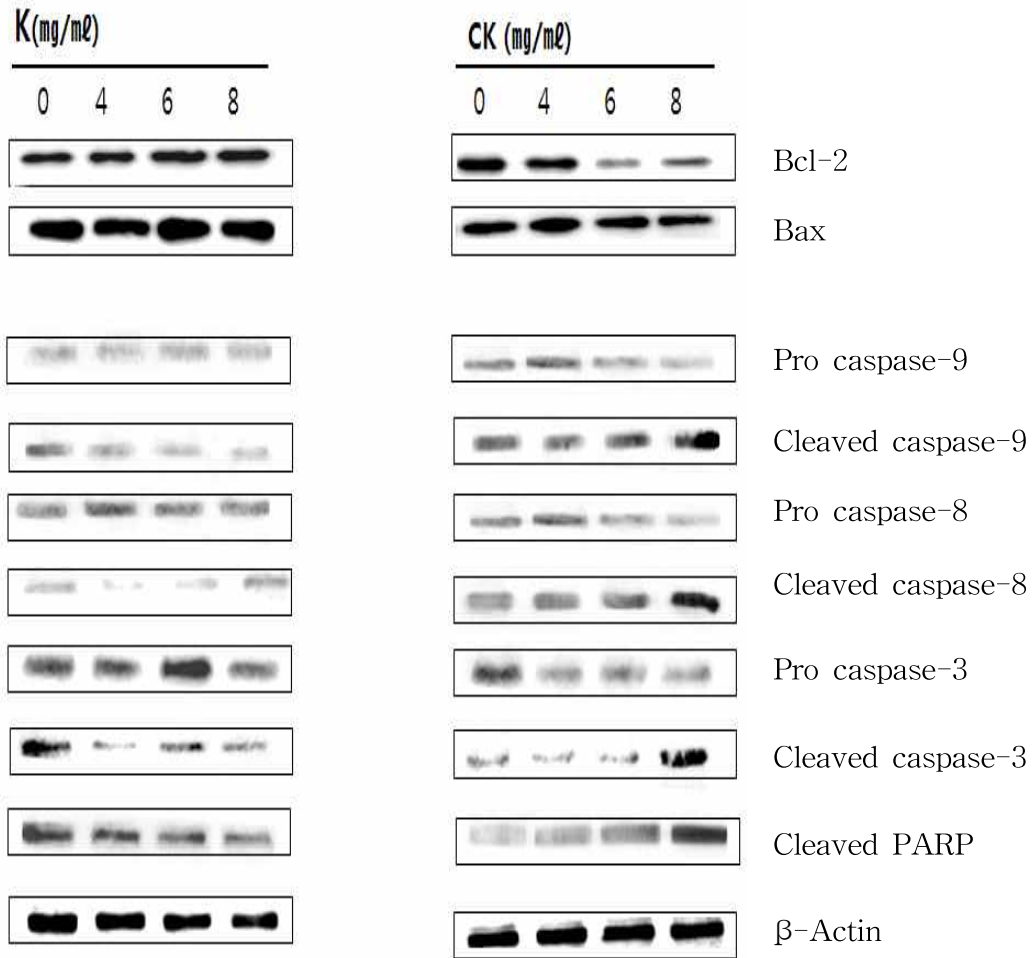 K(mg/㎖)
CK (mg/㎖)
0 4 6 8
0 4 6 8
Bcl-2
Bax
Pro caspase-9
Cleaved caspase-9
Pro caspase-8
Cleaved caspase-8
Pro caspase-3
Cleaved caspase-3
Cleaved PARP
β-Actin